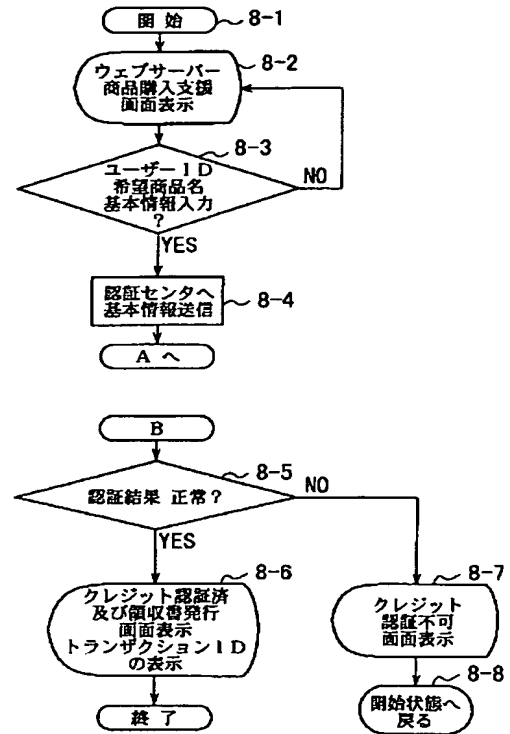 開始
8-1
8-2
ウェブサーバー
商品購入支援
画面表示
8-3
ユーザーID
希望商品名
基本情報入力
?
NO
YES
認証センタへ
基本情報送信
8-4
A へ
B
8-5
認証結果 正常?
NO
YES
8-6
クレジット認証済
及び領収書発行
画面表示
トランザクションID
の表示
終了
8-7
クレジット
認証不可
画面表示
8-8
開始状態へ
戻る